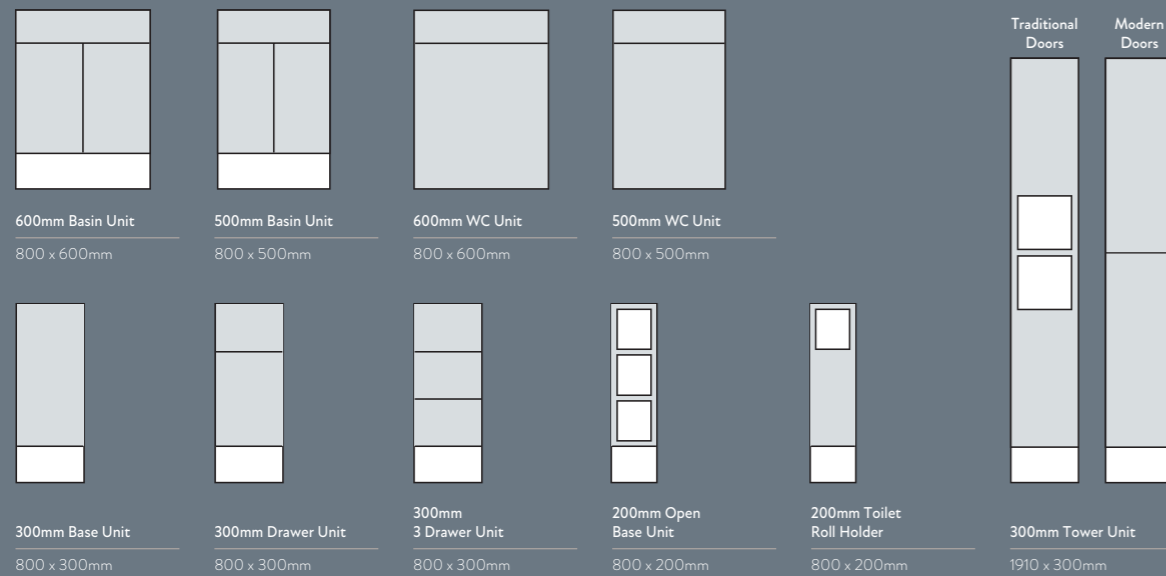 Traditional
Doors
Modern
Doors
600mm Basin Unit
800 x 600mm
500mm Basin Unit
800 x 500mm
600mm WC Unit
800 x 600mm
500mm WC Unit
800 x 500mm
300mm Base Unit
800 x 300mm
300mm Drawer Unit
800 x 300mm
300mm
3 Drawer Unit
800 x 300mm
200mm Open
Base Unit
800 x 200mm
200mm Toilet
Roll Holder
800 x 200mm
300mm Tower Unit
1910 x 300mm